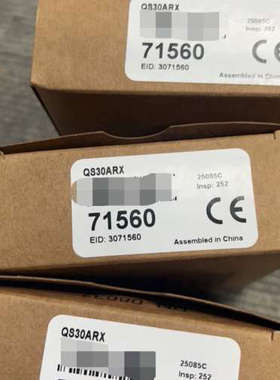 QS30ARX
25085C
Insp: 252
71560
EID: 3071560
CE
Assembled in China
QS30ARX
25085C
Insp: 252
71560
CE
EID: 3071560
Assembled in China
QS30ARX
25085C
Insp: 252